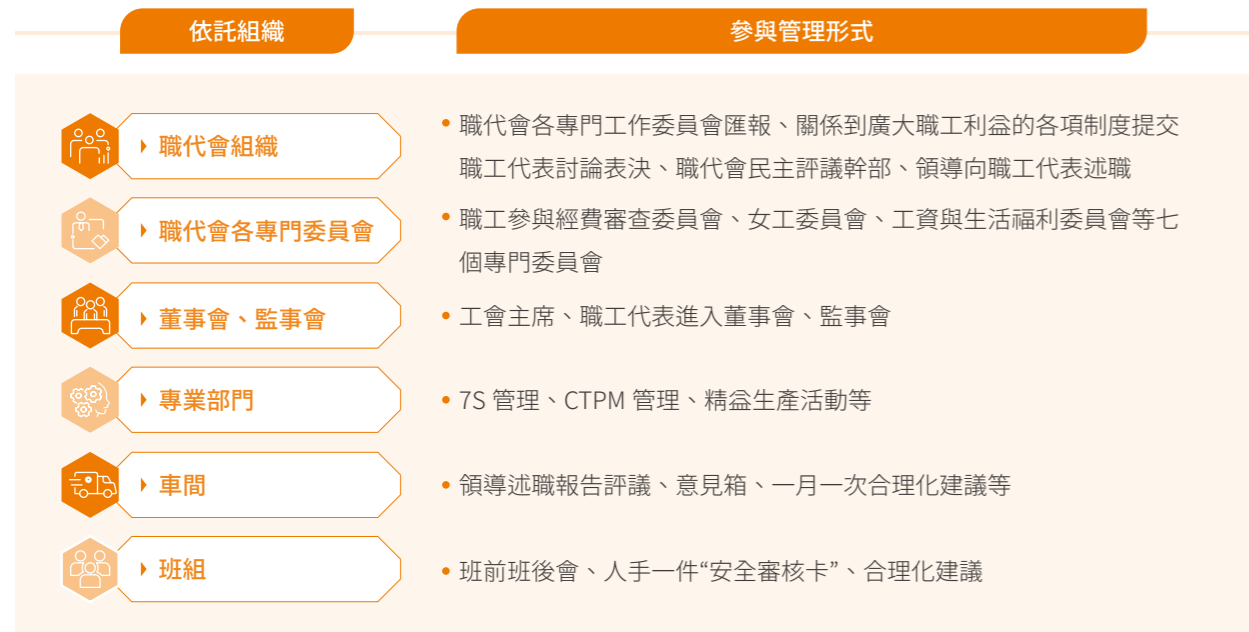 依託組織
參與管理形式
職代會組織
• 職代會各專門工作委員會匯報、關係到廣大職工利益的各項制度提交
職工代表討論表決、職代會民主評議幹部、領導向職工代表述職
職代會各專門委員會
• 職工參與經費審查委員會、女工委員會、工資與生活福利委員會等七
個專門委員會
董事會、監事會
• 工會主席、職工代表進入董事會、監事會
專業部門
• 7S 管理、CTPM 管理、精益生產活動等
車間
• 領導述職報告評議、意見箱、一月一次合理化建議等
班組
• 班前班後會、人手一件“安全審核卡”、合理化建議